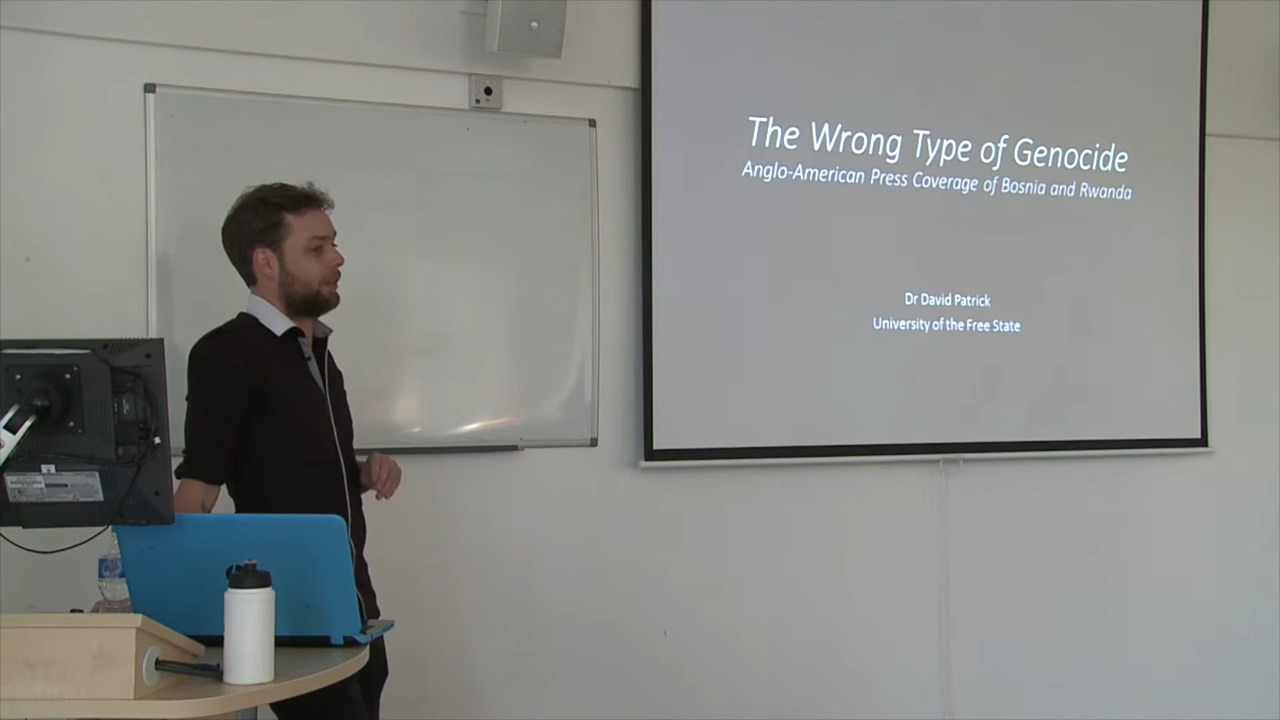 The Wrong Type of Genocide
Anglo-American Press Coverage of Bosnia and Rwanda
Dr David Patrick
University of the Free State